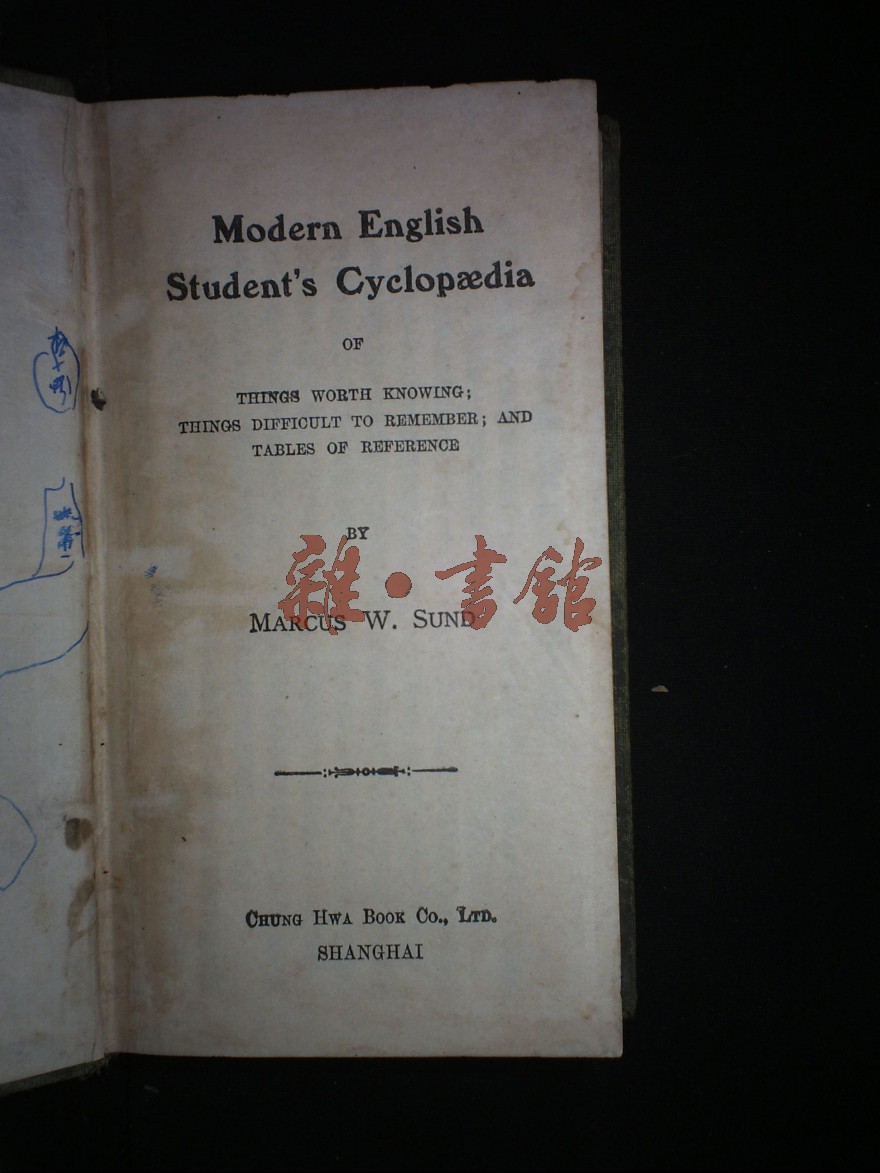 Modern English
Student's Cyclopædia
OF
THINGS WORTH KNOWING;
THINGS DIFFICULT TO REMEMBER; AND
TABLES OF REFERENCE
BY
雜·書館
MARCUS W. SUND
CHUNG HWA BOOK CO., LTD.
SHANGHAI